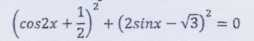 (cos2x + 1/2)² + (2sinx − √3)² = 0